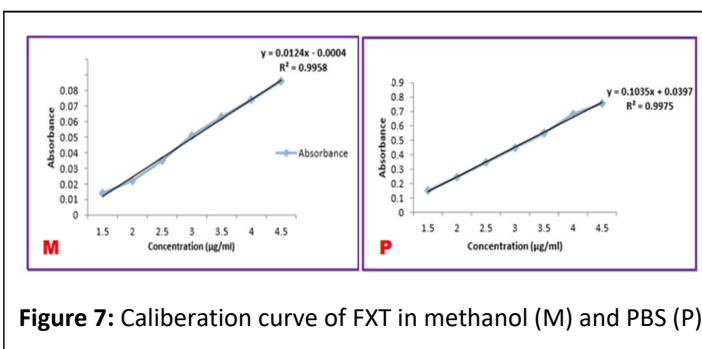 y = 0.0124x - 0.0004
R² = 0.9958
0.08
0.07
0.06
0.05
0.04
0.03
0.02
0.01
0
Absorbance
Absorbance
1.5 2 2.5 3 3.5 4 4.5
Concentration (µg/ml)
M
y = 0.1035x + 0.0397
R² = 0.9975
0.9
0.8
0.7
0.6
0.5
0.4
0.3
0.2
0.1
0
Absorbance
1.5 2 2.5 3 3.5 4 4.5
Concentration (µg/ml)
P
Figure 7: Caliberation curve of FXT in methanol (M) and PBS (P)